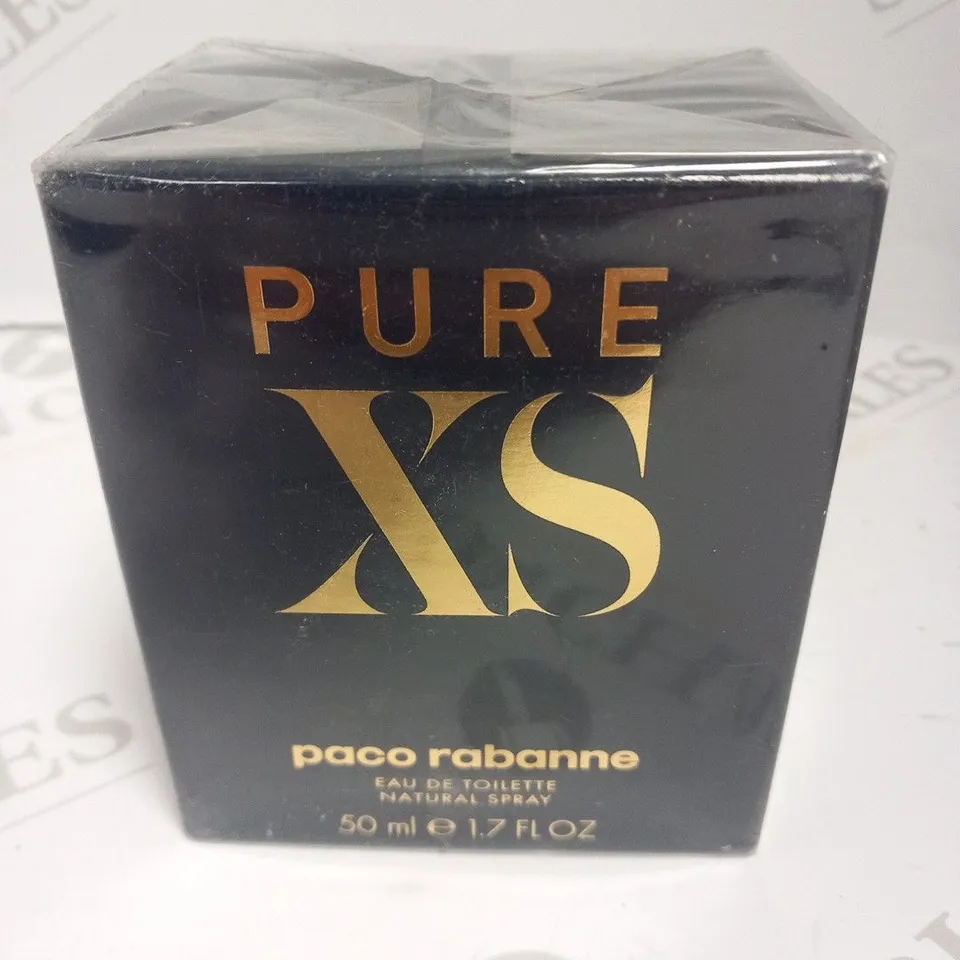 PURE
XS
paco rabanne
EAU DE TOILETTE
NATURAL SPRAY
50 ml ℮ 1.7 FL OZ